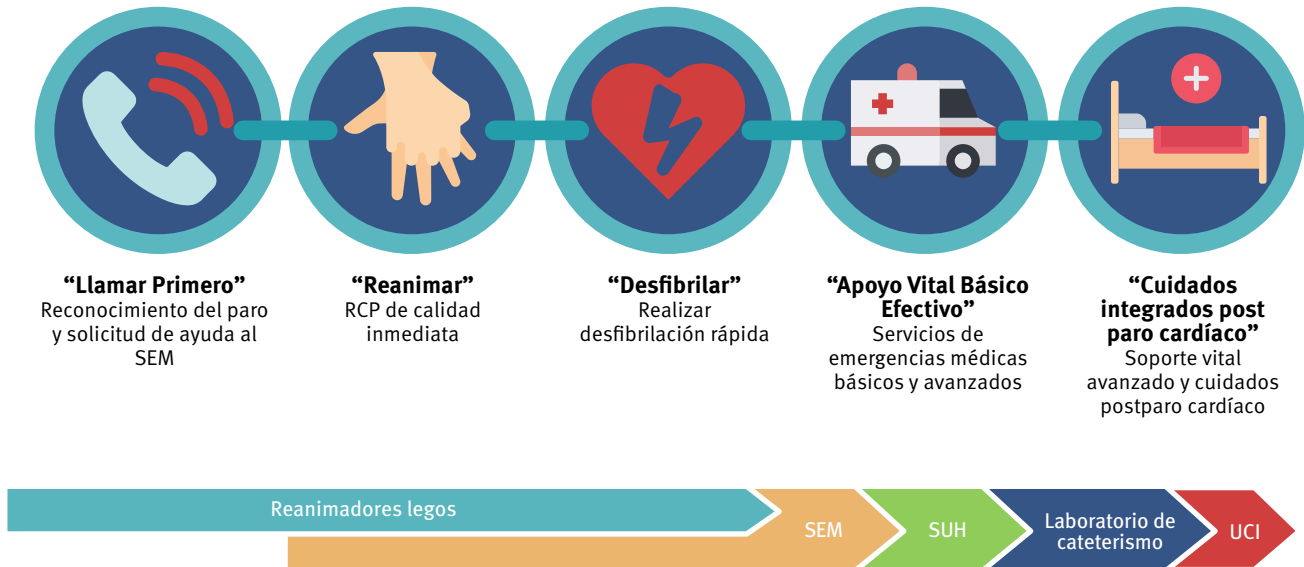 “Llamar Primero”
Reconocimiento del paro
y solicitud de ayuda al
SEM
“Reanimar”
RCP de calidad
inmediata
“Desfibrilar”
Realizar
desfibrilación rápida
“Apoyo Vital Básico
Efectivo”
Servicios de
emergencias médicas
básicos y avanzados
“Cuidados
integrados post
paro cardíaco”
Soporte vital
avanzado y cuidados
postparo cardíaco
Reanimadores legos
SEM
SUH
Laboratorio de
cateterismo
UCI